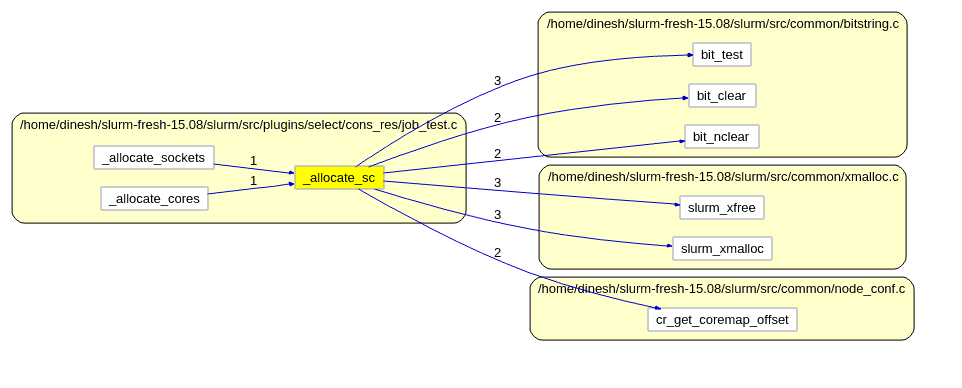 /home/dinesh/slurm-fresh-15.08/slurm/src/common/bitstring.c
bit_test
3
bit_clear
2
/home/dinesh/slurm-fresh-15.08/slurm/src/plugins/select/cons_res/job_test.c
bit_nclear
_allocate_sockets
1
2
_allocate_sc
/home/dinesh/slurm-fresh-15.08/slurm/src/common/xmalloc.c
1
3
_allocate_cores
slurm_xfree
3
slurm_xmalloc
2
/home/dinesh/slurm-fresh-15.08/slurm/src/common/node_conf.c
cr_get_coremap_offset